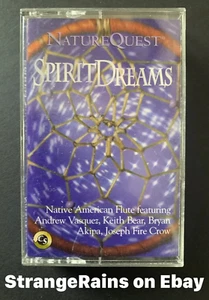 NATUREQUEST
SPIRITDREAMS
Native American Flute featuring
Andrew Vasquez, Keith Bear, Bryan
Akipa, Joseph Fire Crow
StrangeRains on Ebay